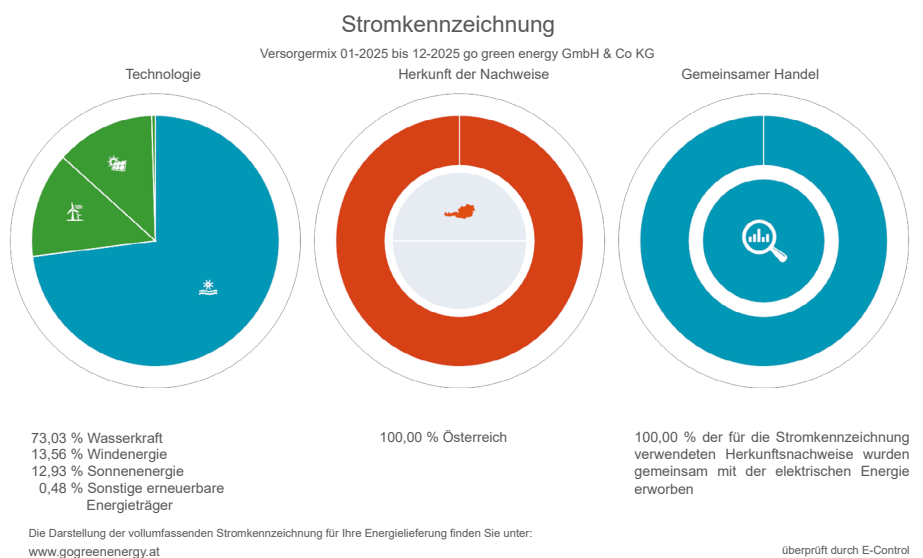 Stromkennzeichnung
Versorgermix 01-2025 bis 12-2025 go green energy GmbH & Co KG
Technologie
Herkunft der Nachweise
Gemeinsamer Handel
73,03 % Wasserkraft
13,56 % Windenergie
12,93 % Sonnenenergie
0,48 % Sonstige erneuerbare
Energieträger
100,00 % Österreich
100,00 % der für die Stromkennzeichnung
verwendeten Herkunftsnachweise wurden
gemeinsam mit der elektrischen Energie
erworben
Die Darstellung der vollumfassenden Stromkennzeichnung für Ihre Energielieferung finden Sie unter:
www.gogreenenergy.at
überprüft durch E-Control